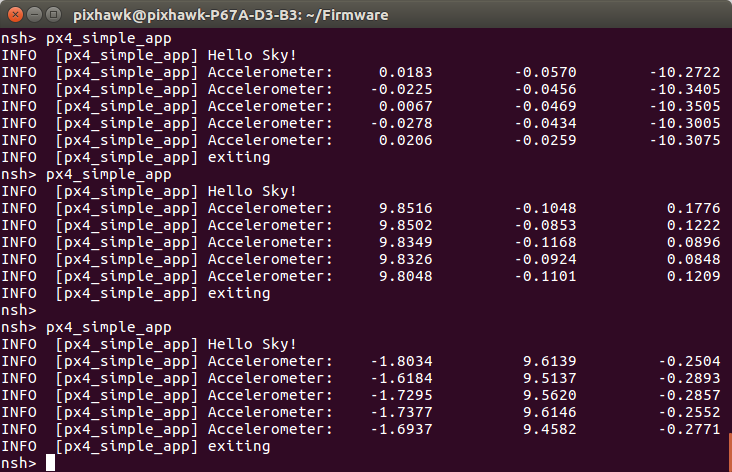 pixhawk@pixhawk-P67A-D3-B3: ~/Firmware
nsh> px4_simple_app
INFO  [px4_simple_app] Hello Sky!
INFO  [px4_simple_app] Accelerometer:   0.0183   -0.0570   -10.2722
INFO  [px4_simple_app] Accelerometer:   -0.0225   -0.0456   -10.3405
INFO  [px4_simple_app] Accelerometer:   0.0067   -0.0469   -10.3505
INFO  [px4_simple_app] Accelerometer:   -0.0278   -0.0434   -10.3005
INFO  [px4_simple_app] Accelerometer:   0.0206   -0.0259   -10.3075
INFO  [px4_simple_app] exiting
nsh> px4_simple_app
INFO  [px4_simple_app] Hello Sky!
INFO  [px4_simple_app] Accelerometer:   9.8516   -0.1048   0.1776
INFO  [px4_simple_app] Accelerometer:   9.8502   -0.0853   0.1222
INFO  [px4_simple_app] Accelerometer:   9.8349   -0.1168   0.0896
INFO  [px4_simple_app] Accelerometer:   9.8326   -0.0924   0.0848
INFO  [px4_simple_app] Accelerometer:   9.8048   -0.1101   0.1209
INFO  [px4_simple_app] exiting
nsh>
nsh> px4_simple_app
INFO  [px4_simple_app] Hello Sky!
INFO  [px4_simple_app] Accelerometer:   -1.8034   9.6139   -0.2504
INFO  [px4_simple_app] Accelerometer:   -1.6184   9.5137   -0.2893
INFO  [px4_simple_app] Accelerometer:   -1.7295   9.5620   -0.2857
INFO  [px4_simple_app] Accelerometer:   -1.7377   9.6146   -0.2552
INFO  [px4_simple_app] Accelerometer:   -1.6937   9.4582   -0.2771
INFO  [px4_simple_app] exiting
nsh>